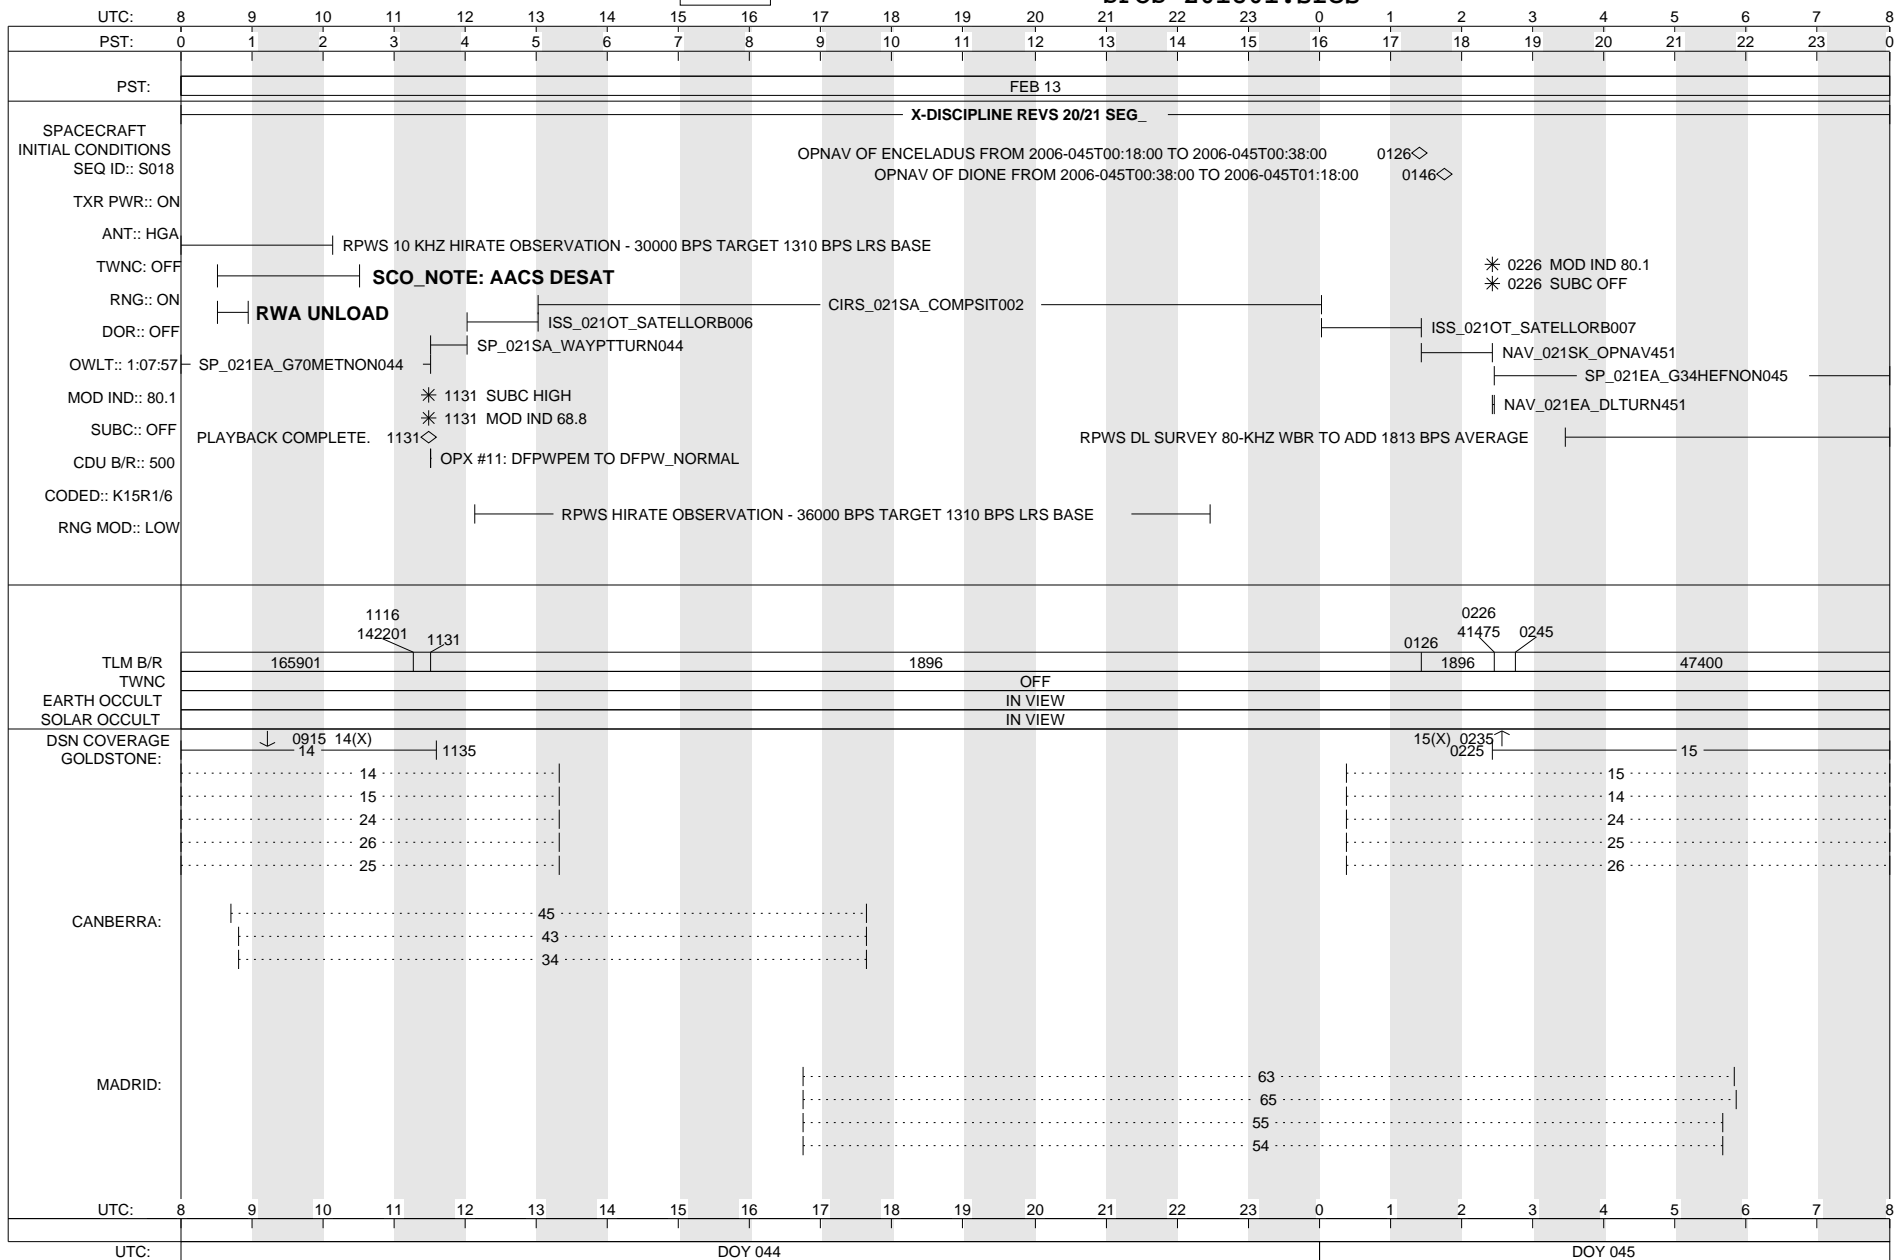 UTC: 8 9 10 11 12 13 14 15 16 17 18 19 20 21 22 23 0 1 2 3 4 5 6 7 8
PST: 0 1 2 3 4 5 6 7 8 9 10 11 12 13 14 15 16 17 18 19 20 21 22 23 0
PST: FEB 13
X-DISCIPLINE REVS 20/21 SEG_
SPACECRAFT
INITIAL CONDITIONS
SEQ ID:: S018
OPNAV OF ENCELADUS FROM 2006-045T00:18:00 TO 2006-045T00:38:00 0126
OPNAV OF DIONE FROM 2006-045T00:38:00 TO 2006-045T01:18:00 0146
TXR PWR:: ON
ANT:: HGA
RPWS 10 KHZ HIRATE OBSERVATION - 30000 BPS TARGET 1310 BPS LRS BASE
TWNC: OFF
SCO_NOTE: AACS DESAT
0226 MOD IND 80.1
0226 SUBC OFF
RNG:: ON
CIRS_021SA_COMPSIT002
RWA UNLOAD
ISS_021OT_SATELLORB006
ISS_021OT_SATELLORB007
DOR:: OFF
SP_021SA_WAYPTTURN044
NAV_021SK_OPNAV451
OWLT:: 1:07:57
SP_021EA_G70METNON044
SP_021EA_G34HEFNON045
MOD IND:: 80.1
1131 SUBC HIGH
NAV_021EA_DLTURN451
1131 MOD IND 68.8
SUBC:: OFF
PLAYBACK COMPLETE. 1131
RPWS DL SURVEY 80-KHZ WBR TO ADD 1813 BPS AVERAGE
CDU B/R:: 500
OPX #11: DFPWPEM TO DFPW_NORMAL
CODED:: K15R1/6
RPWS HIRATE OBSERVATION - 36000 BPS TARGET 1310 BPS LRS BASE
RNG MOD:: LOW
1116 0226
142201 1131 0126 41475 0245
TLM B/R 165901 1896 1896 47400
TWNC OFF
EARTH OCCULT IN VIEW
SOLAR OCCULT IN VIEW
DSN COVERAGE 0915 14(X) 15(X) 0235
GOLDSTONE: 14 1135 0225 15
14 15
15 14
24 24
26 25
25 26
CANBERRA: 45
43
34
MADRID: 63
65
55
54
UTC: 8 9 10 11 12 13 14 15 16 17 18 19 20 21 22 23 0 1 2 3 4 5 6 7 8
UTC: DOY 044 DOY 045